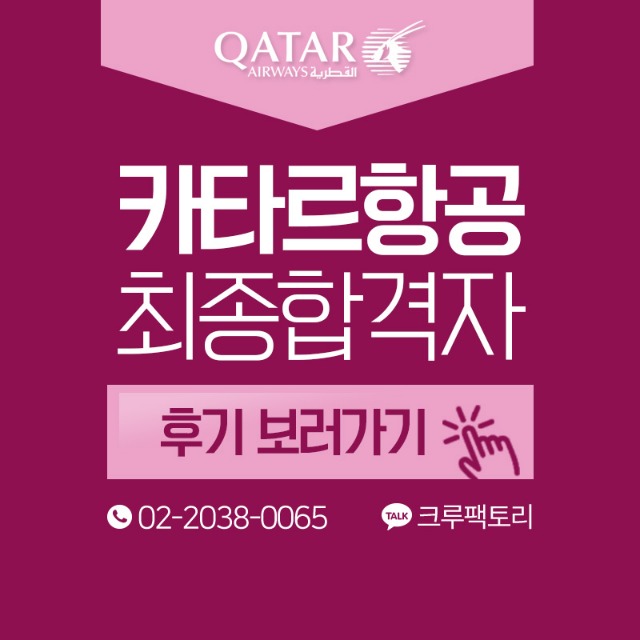 QATAR
AIRWAYS القطرية
카타르항공
최종합격자
후기 보러가기
02-2038-0065
TALK 크루팩토리